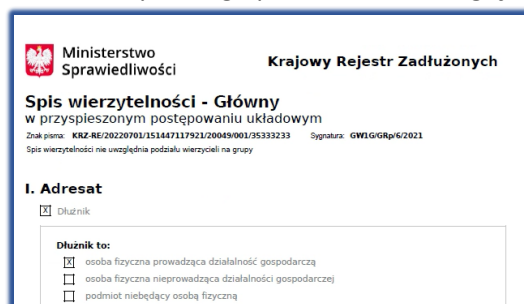 Ministerstwo
Sprawiedliwości
Krajowy Rejestr Zadłużonych
Spis wierzytelności - Główny
w przyspieszonym postępowaniu układowym
Znak pisma: KRZ-RE/20220701/151447117921/20049/001/35333233 Sygnatura: GW1G/GRp/6/2021
Spis wierzytelności nie uwzględnia podziału wierzycieli na grupy
I. Adresat
X Dłużnik
Dłużnik to:
X osoba fizyczna prowadząca działalność gospodarczą
osoba fizyczna nieprowadząca działalności gospodarczej
podmiot niebędący osobą fizyczną